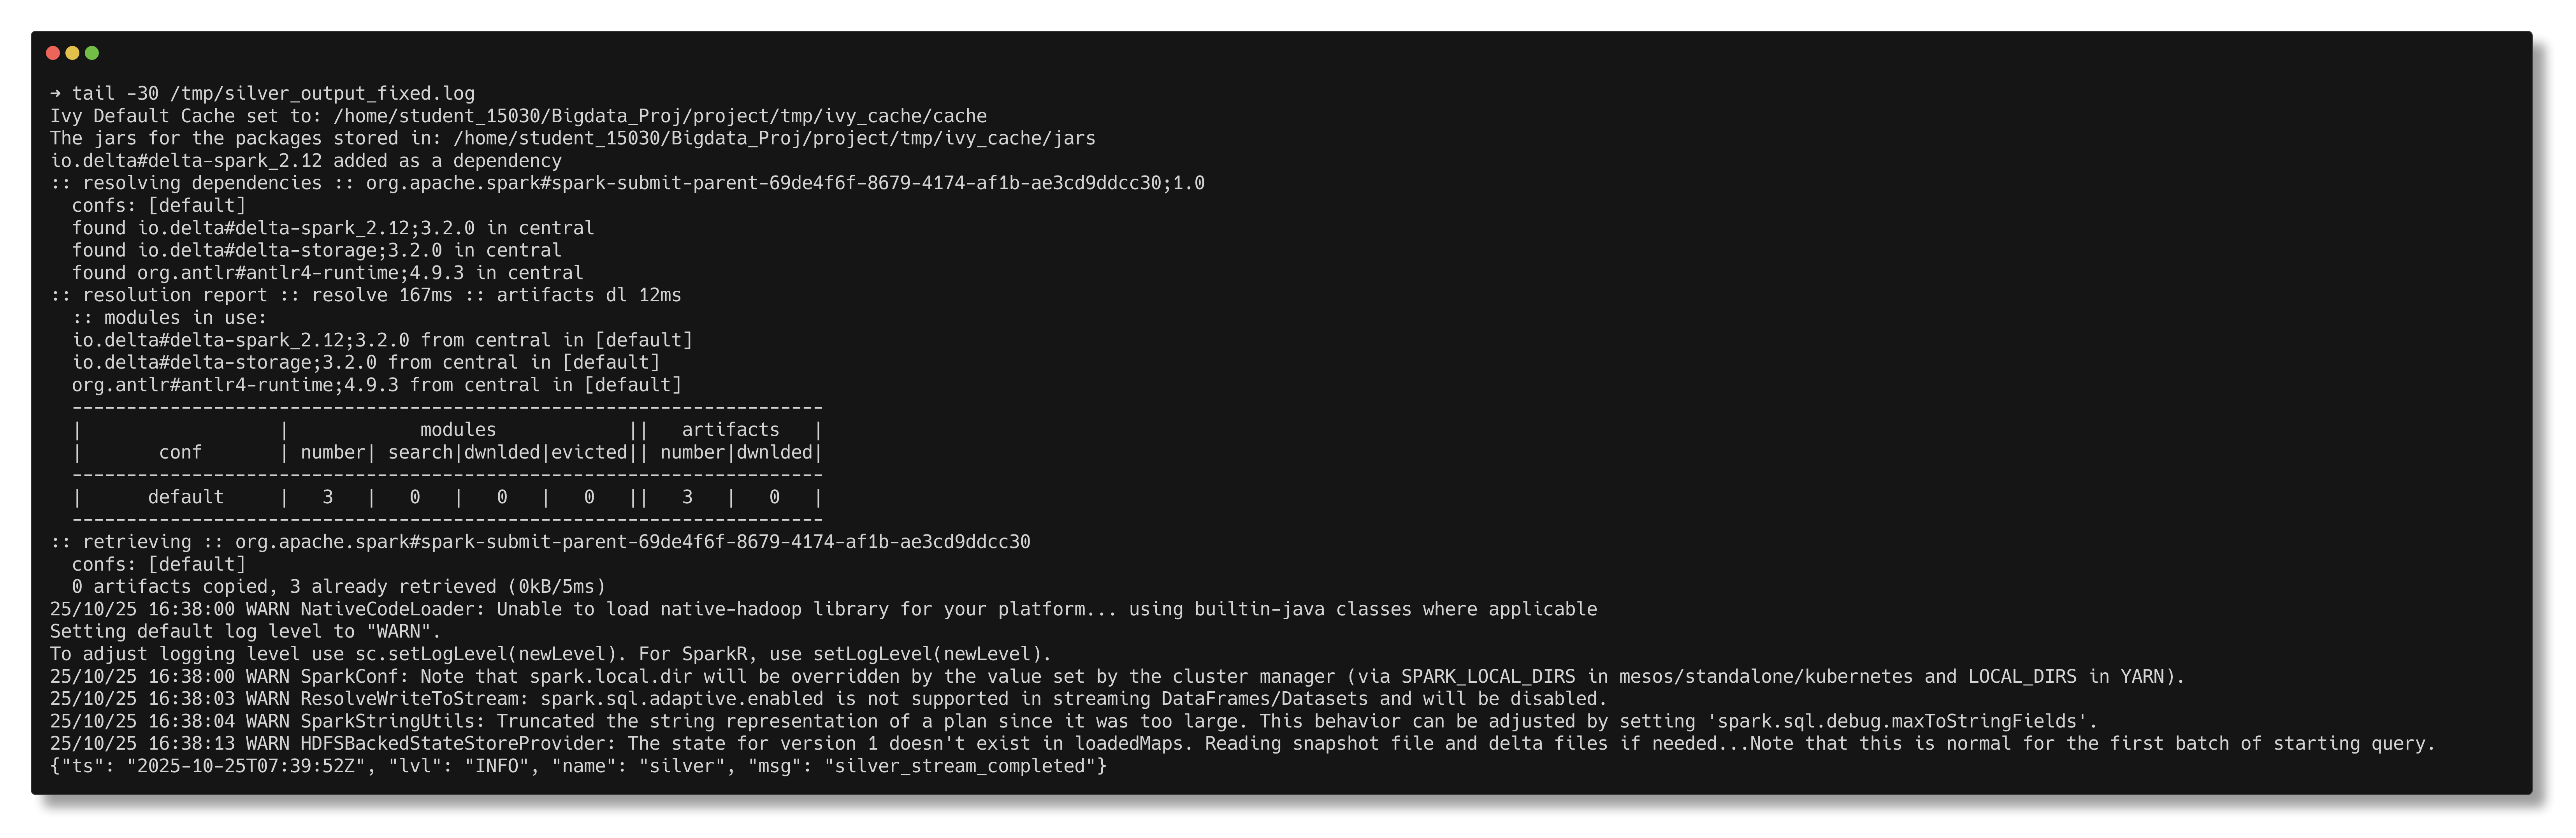 → tail -30 /tmp/silver_output_fixed.log
Ivy Default Cache set to: /home/student_15030/Bigdata_Proj/project/tmp/ivy_cache/cache
The jars for the packages stored in: /home/student_15030/Bigdata_Proj/project/tmp/ivy_cache/jars
io.delta#delta-spark_2.12 added as a dependency
:: resolving dependencies :: org.apache.spark#spark-submit-parent-69de4f6f-8679-4174-af1b-ae3cd9ddcc30;1.0
  confs: [default]
  found io.delta#delta-spark_2.12;3.2.0 in central
  found io.delta#delta-storage;3.2.0 in central
  found org.antlr#antlr4-runtime;4.9.3 in central
:: resolution report :: resolve 167ms :: artifacts dl 12ms
  :: modules in use:
  io.delta#delta-spark_2.12;3.2.0 from central in [default]
  io.delta#delta-storage;3.2.0 from central in [default]
  org.antlr#antlr4-runtime;4.9.3 from central in [default]
  ---------------------------------------------------------------------
  |                  |            modules            ||   artifacts   |
  |       conf       | number| search|dwnlded|evicted|| number|dwnlded|
  ---------------------------------------------------------------------
  |      default     |   3   |   0   |   0   |   0   ||   3   |   0   |
  ---------------------------------------------------------------------
:: retrieving :: org.apache.spark#spark-submit-parent-69de4f6f-8679-4174-af1b-ae3cd9ddcc30
  confs: [default]
  0 artifacts copied, 3 already retrieved (0kB/5ms)
25/10/25 16:38:00 WARN NativeCodeLoader: Unable to load native-hadoop library for your platform... using builtin-java classes where applicable
Setting default log level to "WARN".
To adjust logging level use sc.setLogLevel(newLevel). For SparkR, use setLogLevel(newLevel).
25/10/25 16:38:00 WARN SparkConf: Note that spark.local.dir will be overridden by the value set by the cluster manager (via SPARK_LOCAL_DIRS in mesos/standalone/kubernetes and LOCAL_DIRS in YARN).
25/10/25 16:38:03 WARN ResolveWriteToStream: spark.sql.adaptive.enabled is not supported in streaming DataFrames/Datasets and will be disabled.
25/10/25 16:38:04 WARN SparkStringUtils: Truncated the string representation of a plan since it was too large. This behavior can be adjusted by setting 'spark.sql.debug.maxToStringFields'.
25/10/25 16:38:13 WARN HDFSBackedStateStoreProvider: The state for version 1 doesn't exist in loadedMaps. Reading snapshot file and delta files if needed...Note that this is normal for the first batch of starting query.
{"ts": "2025-10-25T07:39:52Z", "lvl": "INFO", "name": "silver", "msg": "silver_stream_completed"}